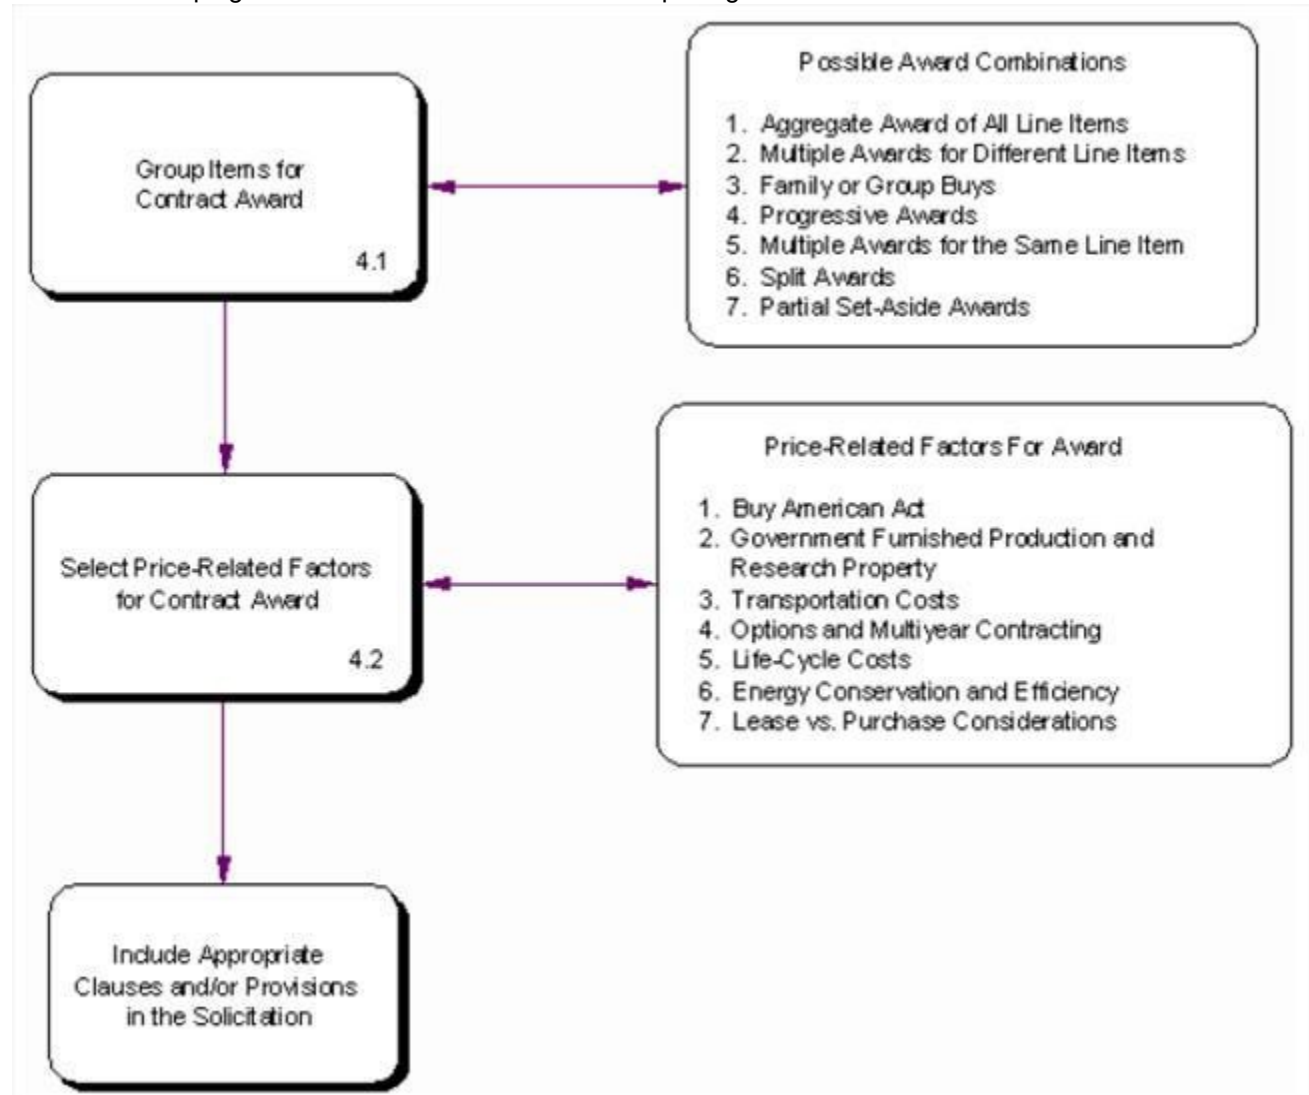 Group Items for
Contract Award
4.1
Possible Award Combinations
1. Aggregate Award of All Line Items
2. Multiple Awards for Different Line Items
3. Family or Group Buys
4. Progressive Awards
5. Multiple Awards for the Same Line Item
6. Split Awards
7. Partial Set-Aside Awards
Select Price-Related Factors
for Contract Award
4.2
Price-Related Factors For Award
1. Buy American Act
2. Government Furnished Production and
Research Property
3. Transportation Costs
4. Options and Multiyear Contracting
5. Life-Cycle Costs
6. Energy Conservation and Efficiency
7. Lease vs. Purchase Considerations
Include Appropriate
Clauses and/or Provisions
in the Solicitation